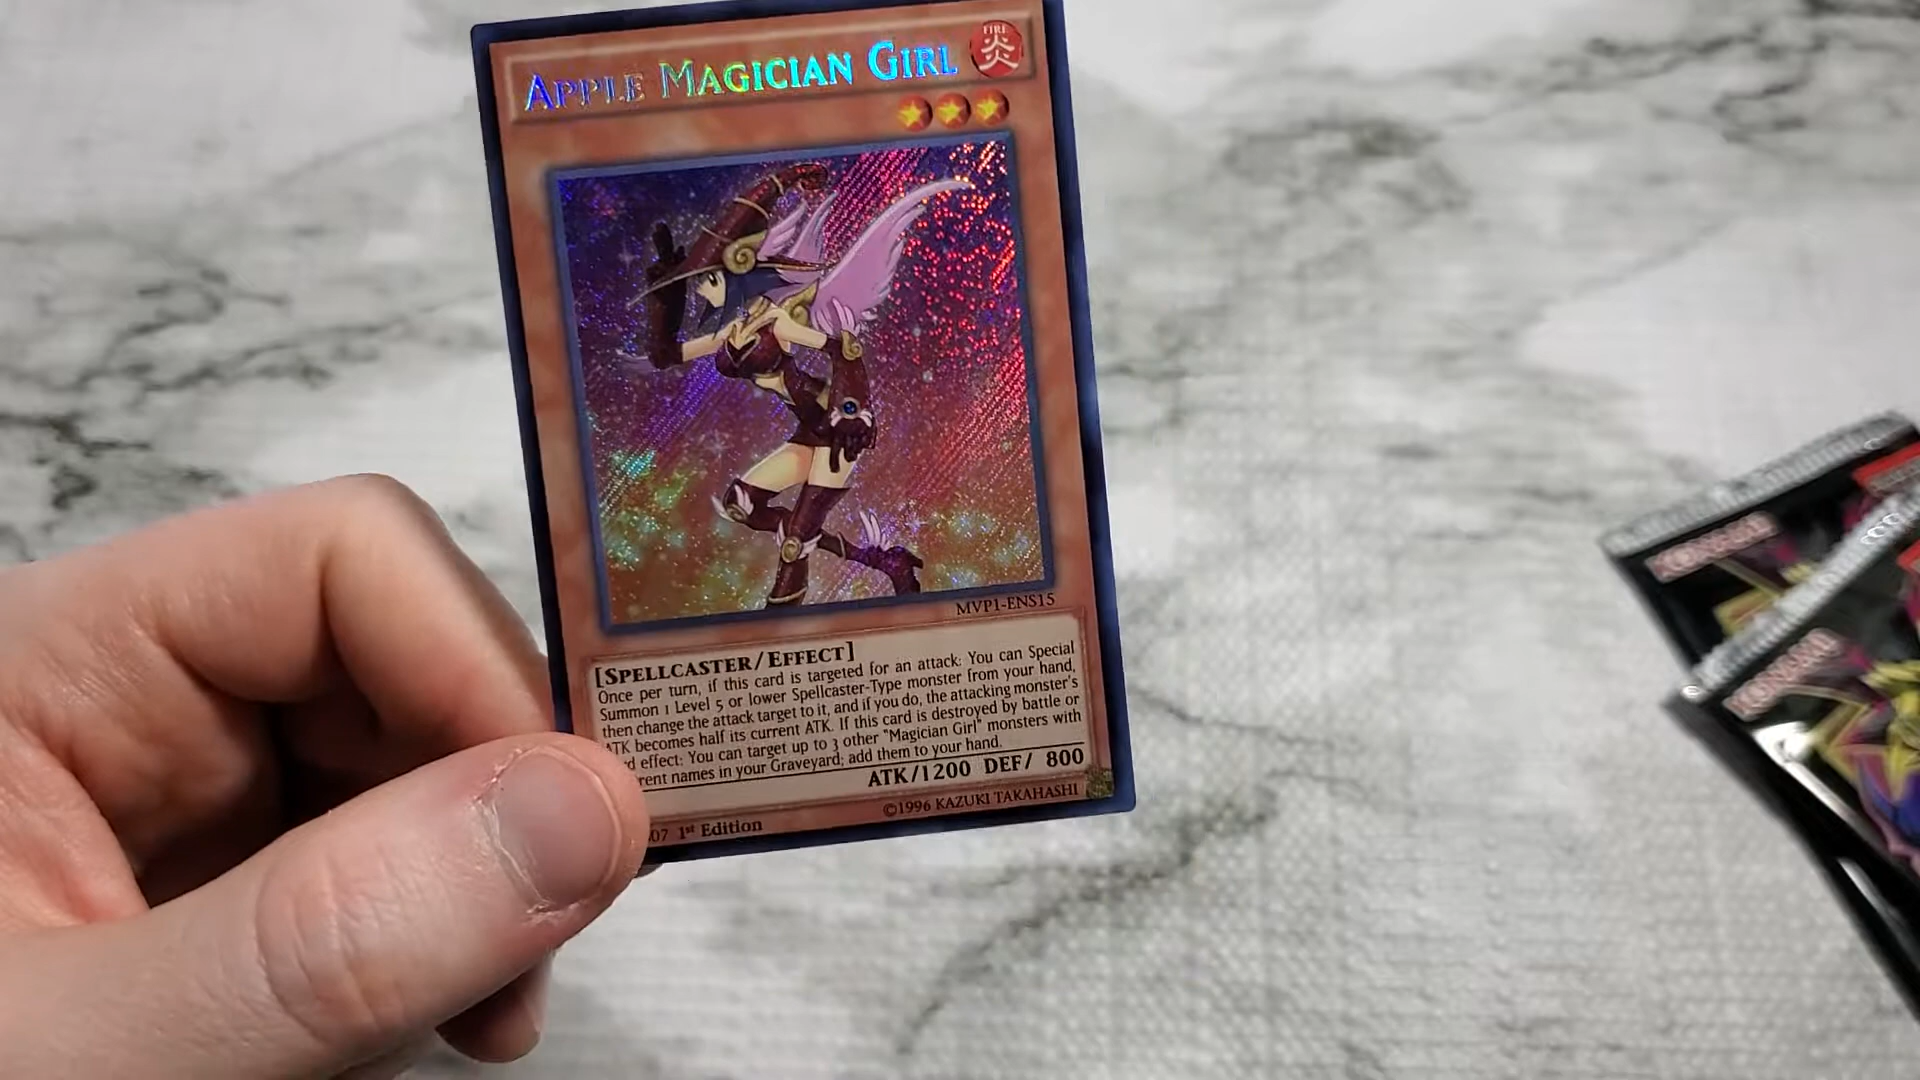 APPLE MAGICIAN GIRL
FIRE
炎
MVP1-ENS15
[SPELLCASTER/EFFECT]
Once per turn, if this card is targeted for an attack: You can Special
Summon 1 Level 5 or lower Spellcaster-Type monster from your hand,
then change the attack target to it, and if you do, the attacking monster's
ATK becomes half its current ATK. If this card is destroyed by battle or
d effect: You can target up to 3 other "Magician Girl" monsters with
rent names in your Graveyard; add them to your hand.
ATK/1200 DEF/ 800
07 1st Edition
©1996 KAZUKI TAKAHASHI
KONAMI
KONAMI